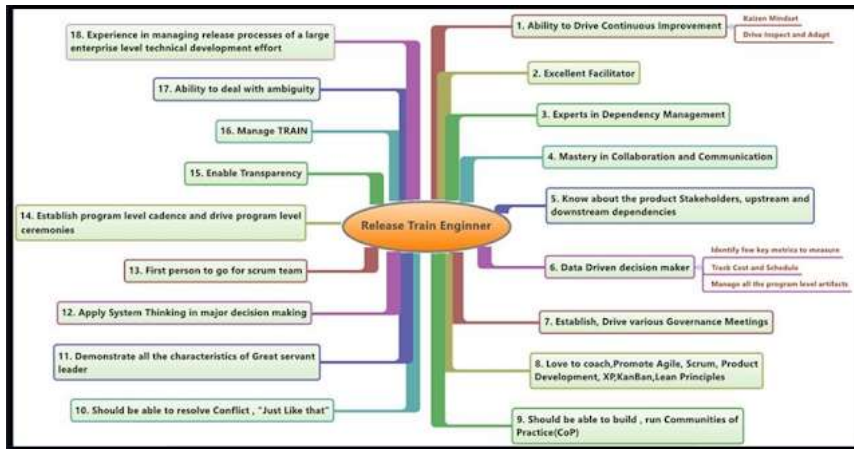 1. Ability to Drive Continuous Improvement
Kaizen Mindset
Drive Inspect and Adapt
2. Excellent Facilitator
3. Experts in Dependency Management
4. Mastery in Collaboration and Communication
5. Know about the product Stakeholders, upstream and
downstream dependencies
6. Data Driven decision maker
Identify few key metrics to measure
Track Cost and Schedule
Manage all the program level artifacts
7. Establish, Drive various Governance Meetings
8. Love to coach,Promote Agile, Scrum, Product
Development, XP,KanBan,Lean Principles
9. Should be able to build , run Communities of
Practice(CoP)
10. Should be able to resolve Conflict , "Just Like that"
11. Demonstrate all the characteristics of Great servant
leader
12. Apply System Thinking in major decision making
13. First person to go for scrum team
14. Establish program level cadence and drive program level
ceremonies
15. Enable Transparency
16. Manage TRAIN
17. Ability to deal with ambiguity
18. Experience in managing release processes of a large
enterprise level technical development effort
Release Train Enginner